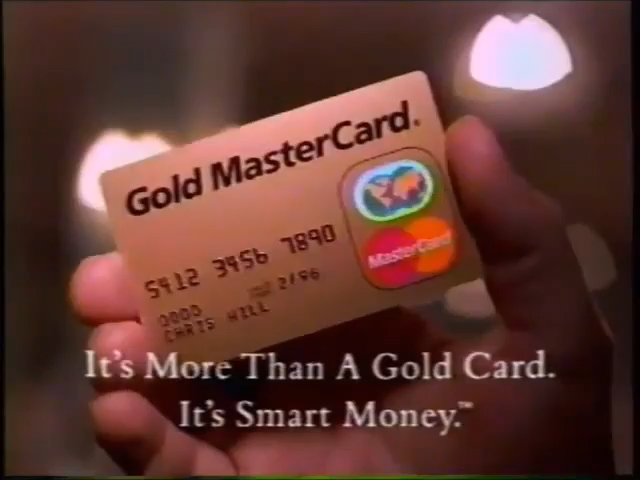 Gold MasterCard.
MasterCard
5412 3456 7890
2/96
0000
CHRIS HILL
It's More Than A Gold Card.
It's Smart Money.™